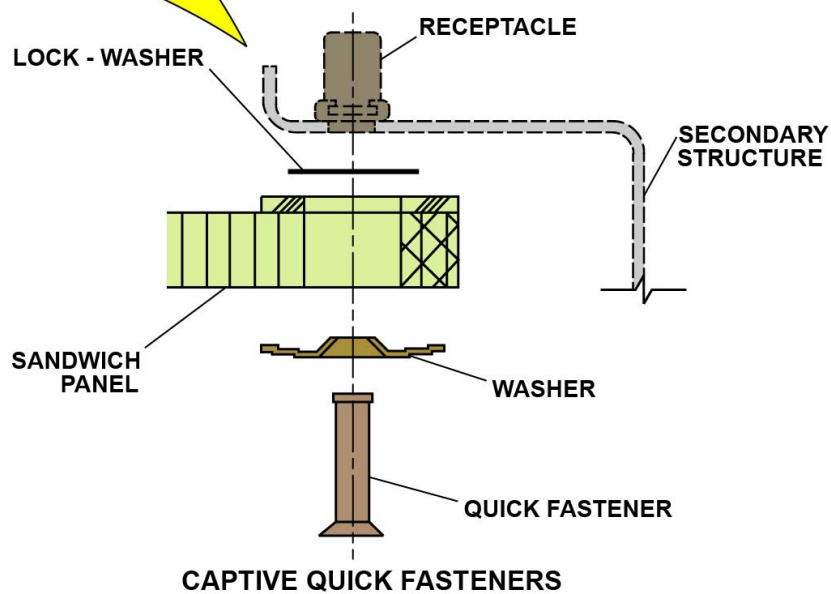 RECEPTACLE
LOCK - WASHER
SECONDARY
STRUCTURE
SANDWICH
PANEL
WASHER
QUICK FASTENER
CAPTIVE QUICK FASTENERS